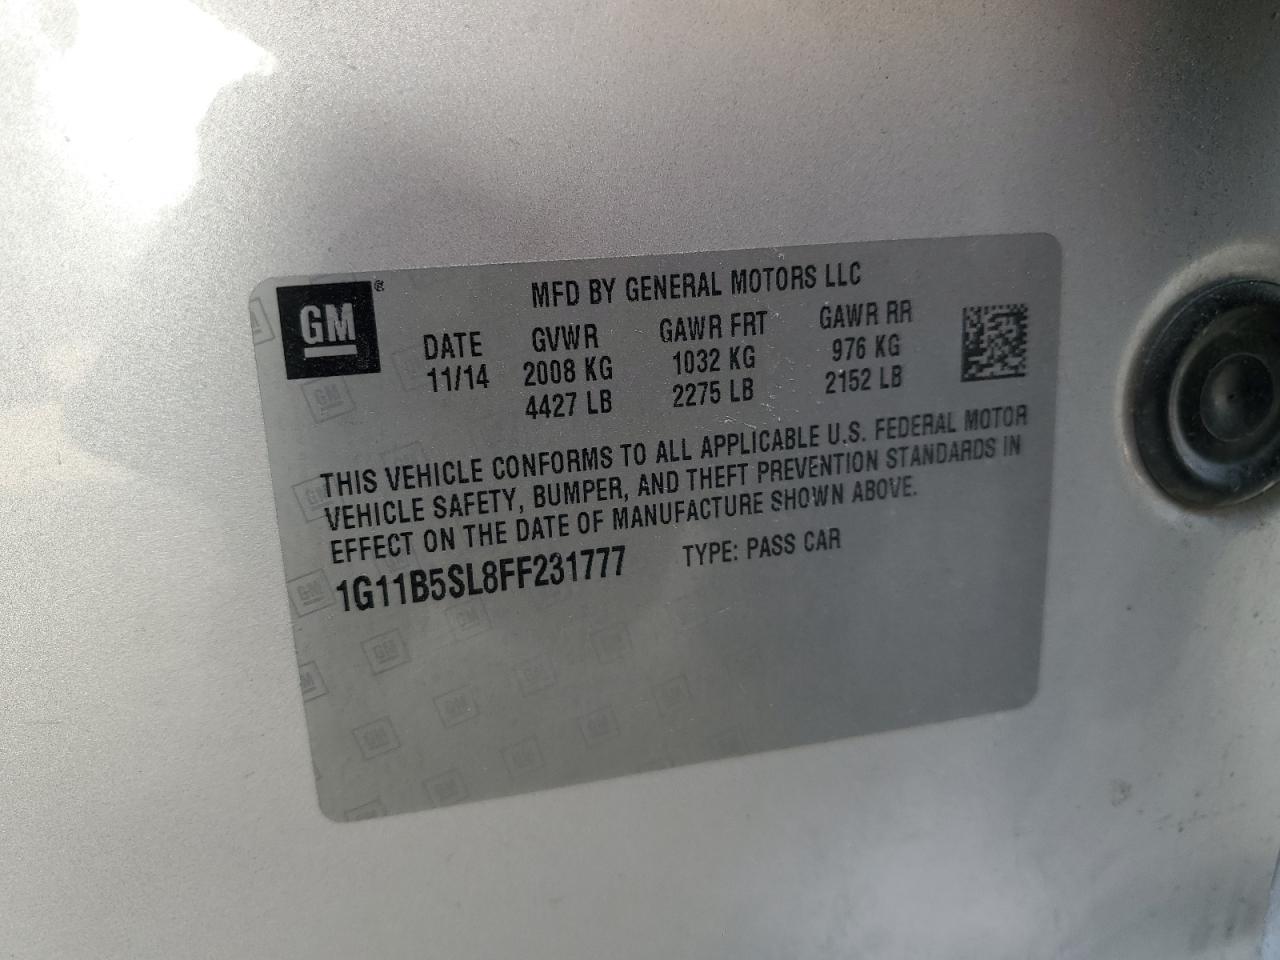 GM®
MFD BY GENERAL MOTORS LLC
DATE GVWR GAWR FRT GAWR RR
11/14 2008 KG 1032 KG 976 KG
4427 LB 2275 LB 2152 LB
THIS VEHICLE CONFORMS TO ALL APPLICABLE U.S. FEDERAL MOTOR
VEHICLE SAFETY, BUMPER, AND THEFT PREVENTION STANDARDS IN
EFFECT ON THE DATE OF MANUFACTURE SHOWN ABOVE.
1G11B5SL8FF231777 TYPE: PASS CAR